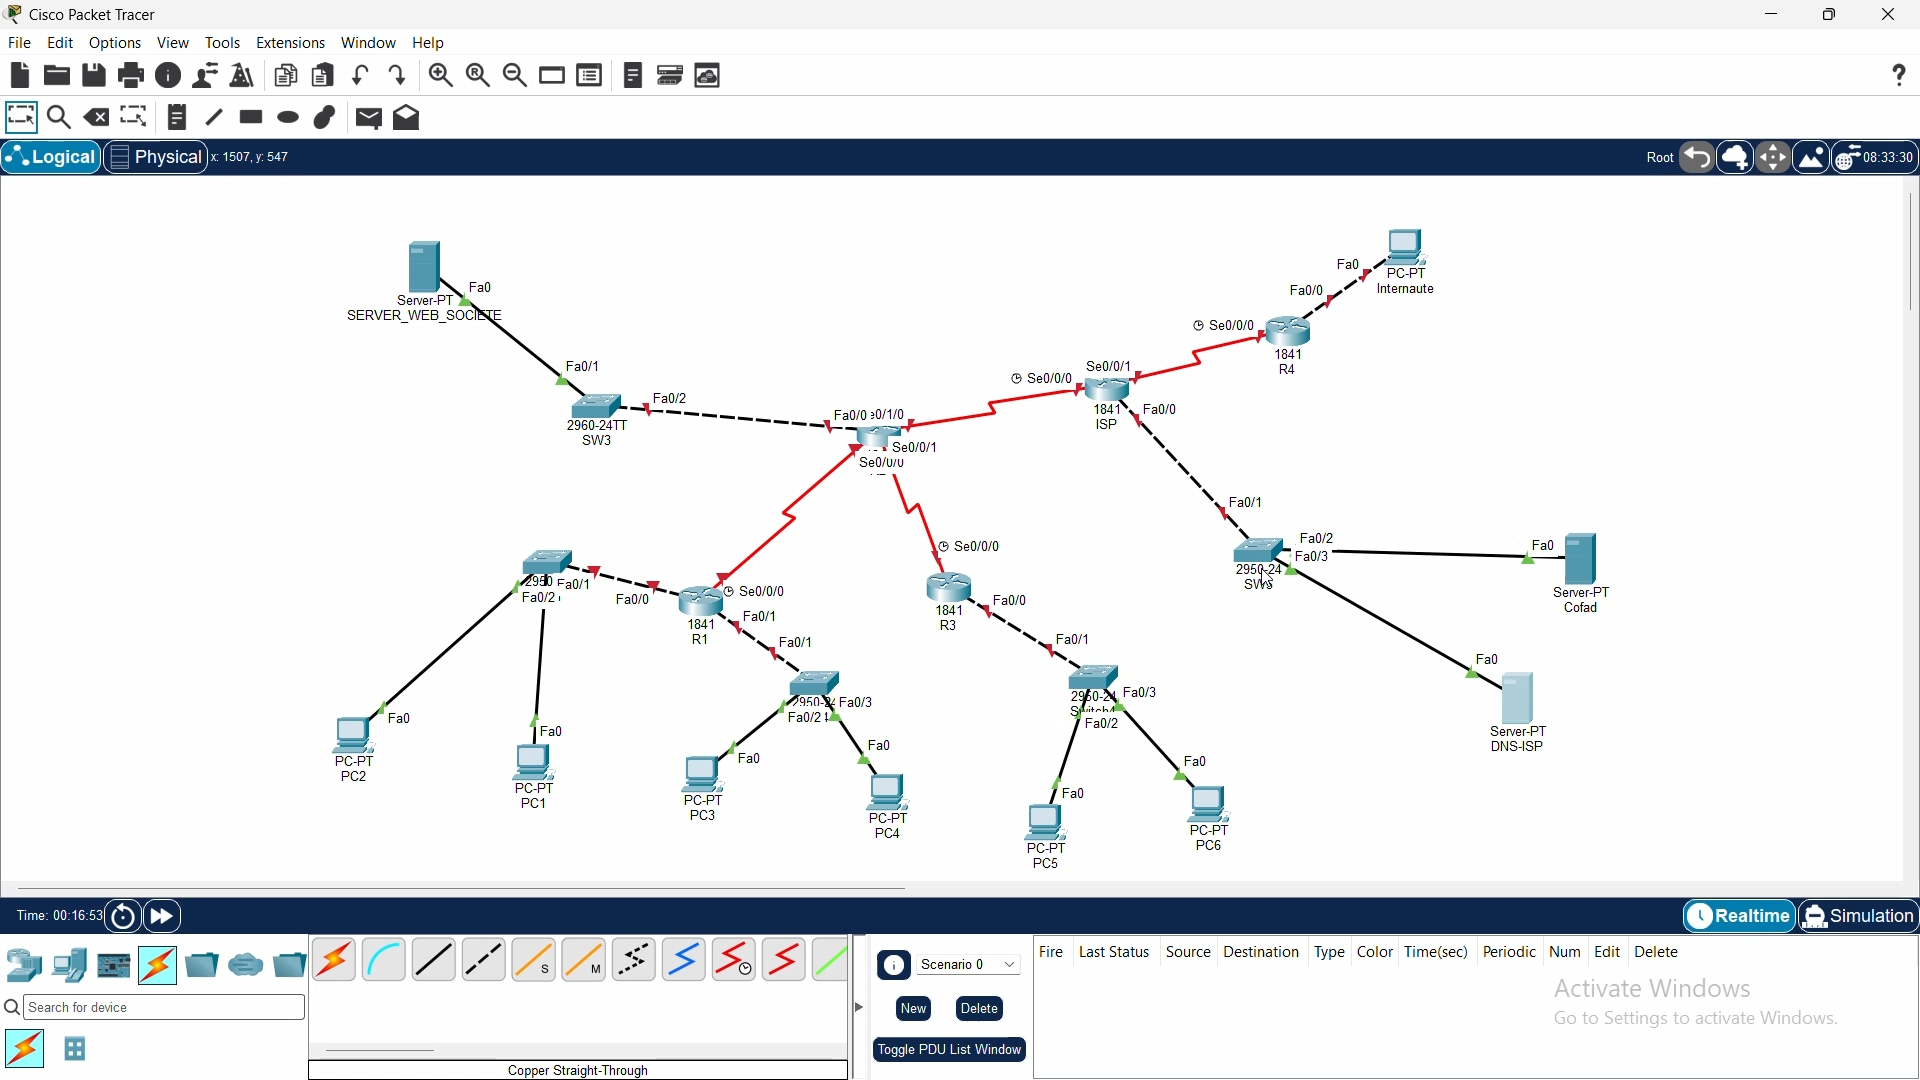 Cisco Packet Tracer
File Edit Options View Tools Extensions Window Help
Logical Physical x: 1507, y: 547 Root 08:33:30
Fa0
Server-PT
SERVER_WEB_SOCIETE
Fa0/1
Fa0/2
2960-24TT
SW3
Fa0/0
Se0/0/1
Se0/0/0
Se0/0/0
Se0/0/1
1841
ISP
Fa0/0
Se0/0/0
1841
R4
Fa0/0
Fa0
PC-PT
Internaute
Fa0/1
Fa0/2
Fa0/3
2950-24
Fa0
Server-PT
Cofad
Fa0
Server-PT
DNS-ISP
Fa0/1
Fa0/2
Fa0/0
Se0/0/0
1841
R1
Fa0/1
Fa0/1
Fa0/3
Fa0/2
Se0/0/0
1841
R3
Fa0/0
Fa0/1
Fa0/3
Fa0/2
Fa0
PC-PT
PC2
Fa0
PC-PT
PC1
Fa0
PC-PT
PC3
Fa0
PC-PT
PC4
Fa0
PC-PT
PC5
Fa0
PC-PT
PC6
Time: 00:16:53 Realtime Simulation
Search for device
S
M
Copper Straight-Through
Scenario 0
New Delete
Toggle PDU List Window
Fire Last Status Source Destination Type Color Time(sec) Periodic Num Edit Delete
Activate Windows
Go to Settings to activate Windows.